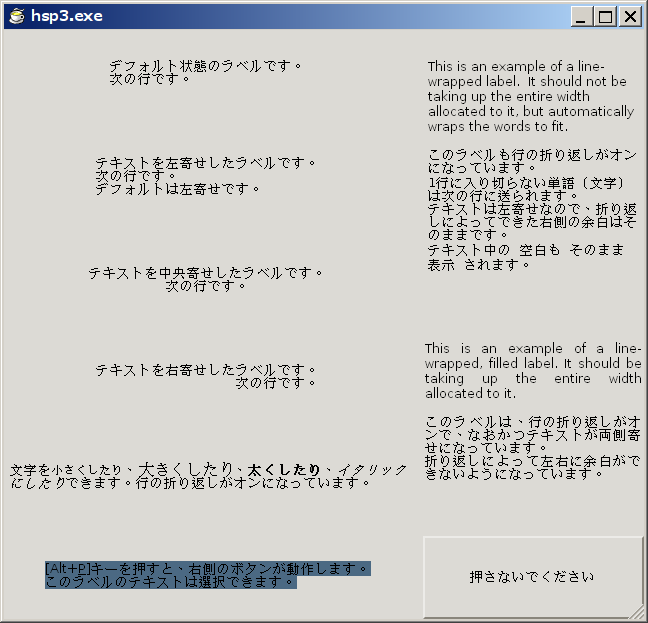 hsp3.exe
デフォルト状態のラベルです。
次の行です。
テキストを左寄せしたラベルです。
次の行です。
デフォルトは左寄せです。
テキストを中央寄せしたラベルです。
次の行です。
テキストを右寄せしたラベルです。
次の行です。
文字を小さくしたり、大きくしたり、太くしたり、イタリック
にしたりできます。行の折り返しがオンになっています。
[Alt+P]キーを押すと、右側のボタンが動作します。
このラベルのテキストは選択できます。
This is an example of a line-
wrapped label.  It should not be
taking up the entire width
allocated to it, but automatically
wraps the words to fit.
このラベルも行の折り返しがオン
になっています。
1行に入り切らない単語（文字）
は次の行に送られます。
テキストは左寄せなので、折り返
しによってできた右側の余白はそ
のままです。
テキスト中の  空白も  そのまま
表示  されます。
This is an example of a line-
wrapped, filled label. It should be
taking up the entire width
allocated to it.
このラベルは、行の折り返しがオ
ンで、なおかつテキストが両側寄
せになっています。
折り返しによって左右に余白がで
きないようになっています。
押さないでください